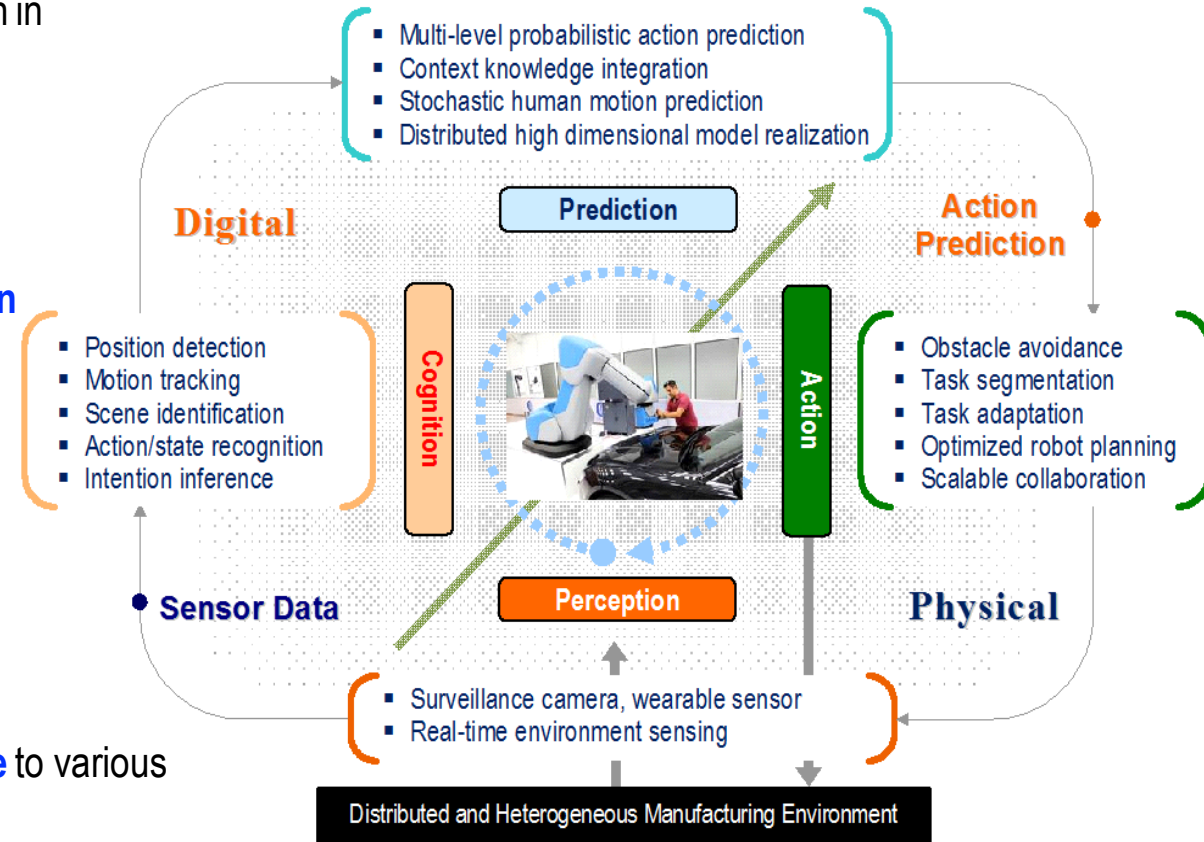 n in
▪ Multi-level probabilistic action prediction
▪ Context knowledge integration
▪ Stochastic human motion prediction
▪ Distributed high dimensional model realization
Digital
Prediction
Action
Prediction
n
▪ Position detection
▪ Motion tracking
▪ Scene identification
▪ Action/state recognition
▪ Intention inference
Cognition
Action
▪ Obstacle avoidance
▪ Task segmentation
▪ Task adaptation
▪ Optimized robot planning
▪ Scalable collaboration
Sensor Data
Perception
Physical
▪ Surveillance camera, wearable sensor
▪ Real-time environment sensing
e to various
Distributed and Heterogeneous Manufacturing Environment